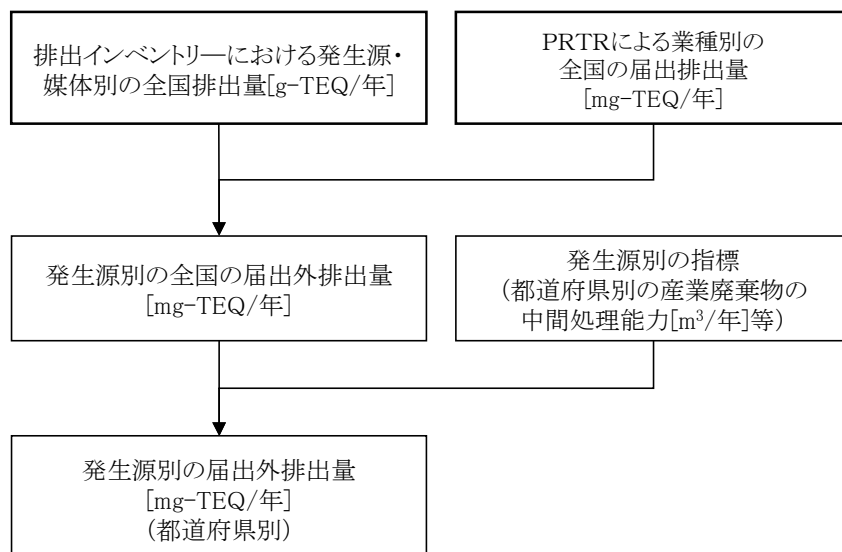 排出インベントリーにおける発生源・
媒体別の全国排出量[g-TEQ/年]
PRTRによる業種別の
全国の届出排出量
[mg-TEQ/年]
発生源別の全国の届出外排出量
[mg-TEQ/年]
発生源別の指標
(都道府県別の産業廃棄物の
中間処理能力[m³/年]等)
発生源別の届出外排出量
[mg-TEQ/年]
(都道府県別)